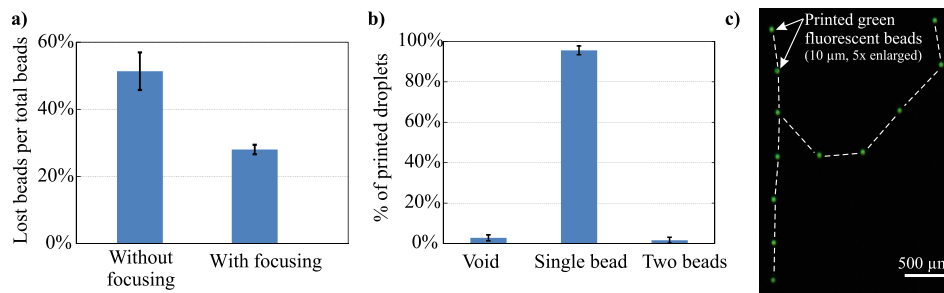 a)
Lost beads per total beads
60%
40%
20%
0%
Without
focusing
With focusing
b)
% of printed droplets
100%
80%
60%
40%
20%
0%
Void
Single bead
Two beads
c)
Printed green
fluorescent beads
(10 µm, 5x enlarged)
500 µm